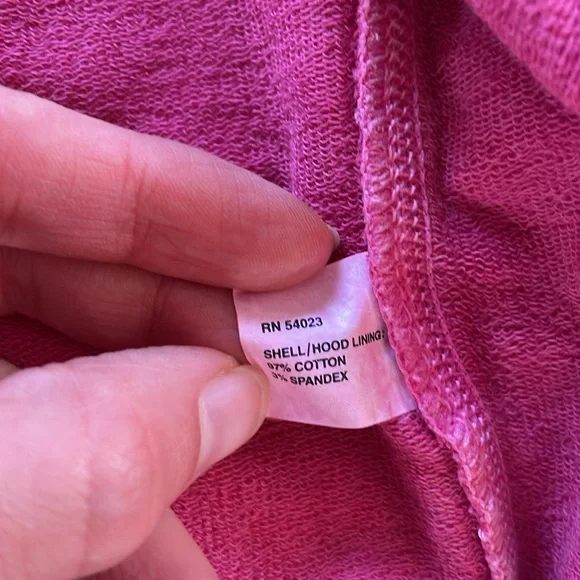 RN 54023
SHELL/HOOD LINING:
97% COTTON
3% SPANDEX